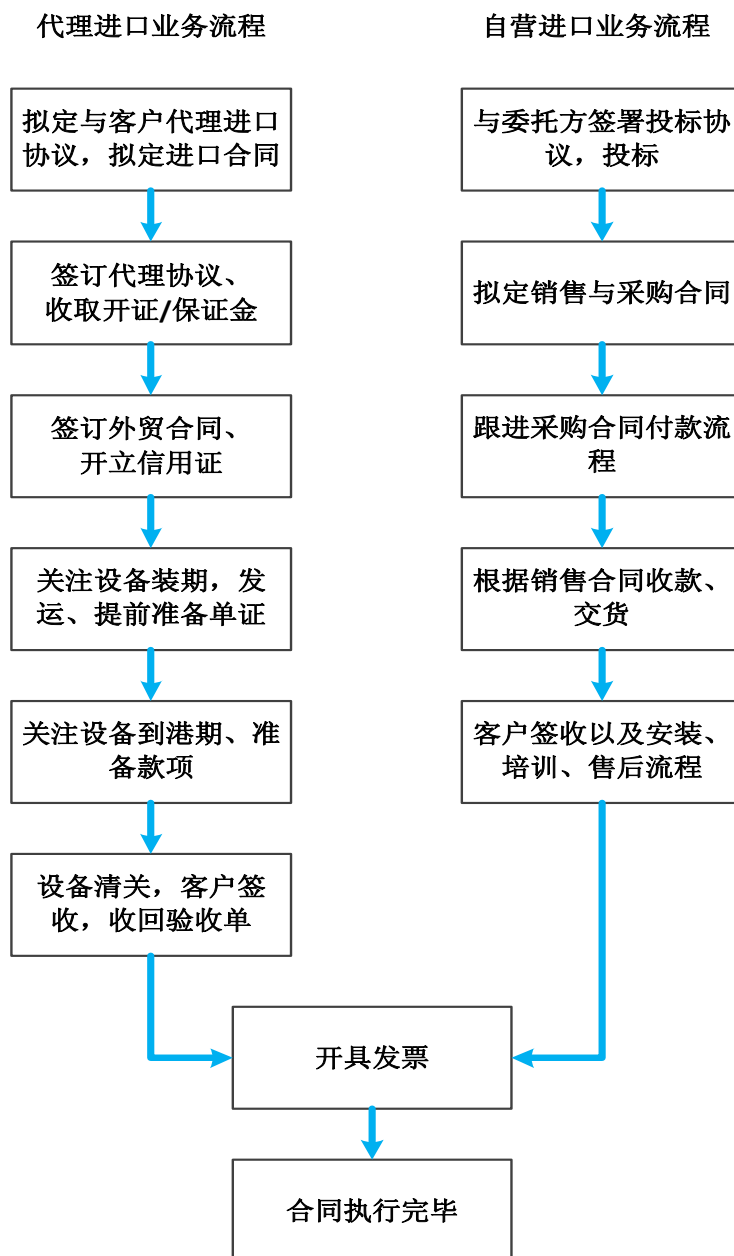 代理进口业务流程
拟定与客户代理进口
协议，拟定进口合同
签订代理协议、
收取开证/保证金
签订外贸合同、
开立信用证
关注设备装期，发
运、提前准备单证
关注设备到港期、准
备款项
设备清关，客户签
收，收回验收单
自营进口业务流程
与委托方签署投标协
议，投标
拟定销售与采购合同
跟进采购合同付款流
程
根据销售合同收款、
交货
客户签收以及安装、
培训、售后流程
开具发票
合同执行完毕